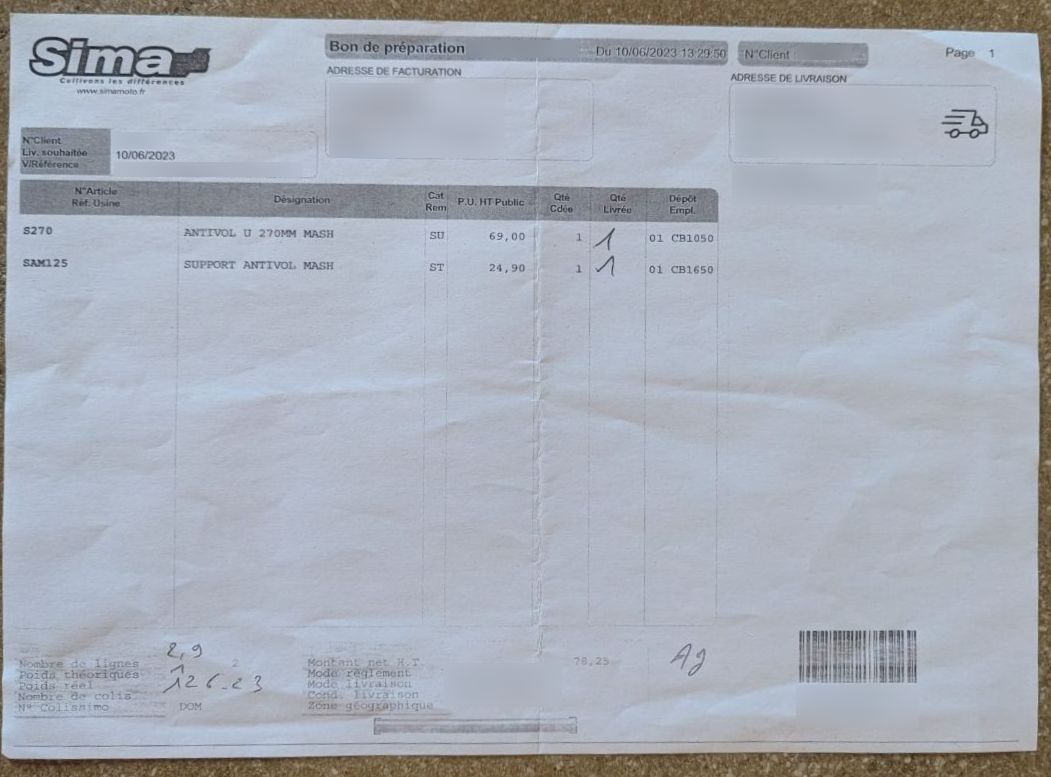 Sima
Cultivons les différences
www.simamoto.fr
Bon de préparation Du 10/06/2023 13:29:50 N°Client : Page 1
ADRESSE DE FACTURATION ADRESSE DE LIVRAISON
N°Client
Liv. souhaitée 10/06/2023
V/Référence
N°Article Réf. Usine Désignation Cat Rem P.U. HT Public Qté Cdée Qté Livrée Dépôt Empl.
S270 ANTIVOL U 270MM MASH SU 69,00 1 1 01 CB1050
SAM125 SUPPORT ANTIVOL MASH ST 24,90 1 1 01 CB1650
2,9
Nombre de lignes 2 Montant net H.T. 78,25 Ag
Poids théoriques 1 Mode réglement
Poids réel 126-23 Mode livraison
Nombre de colis Cond. livraison
N° Colissimo DOM Zone géographique